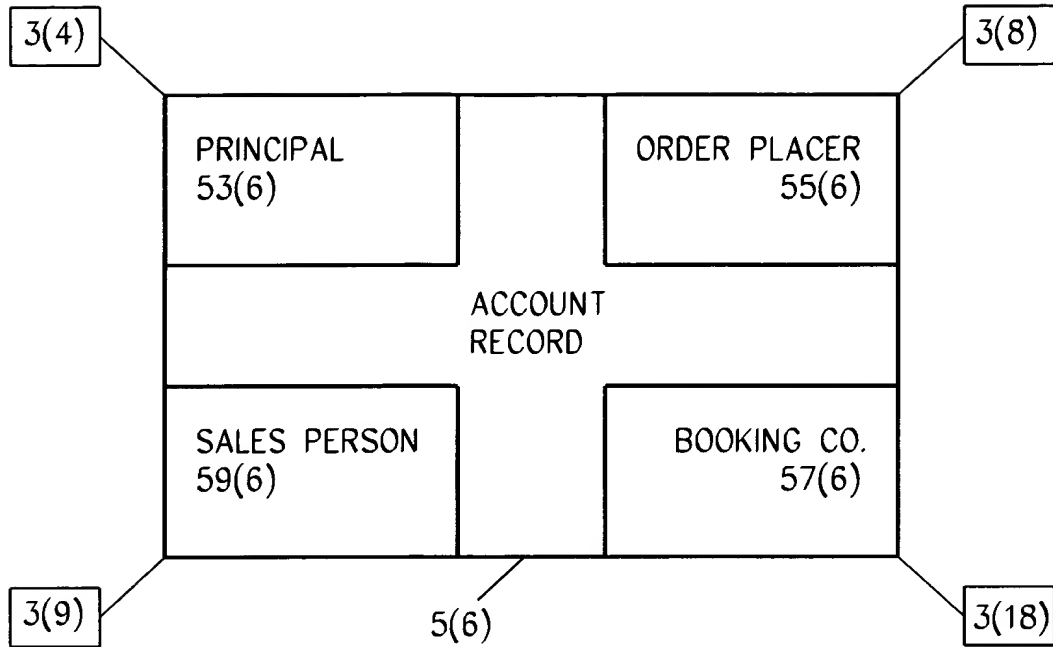 3(4)
3(8)
PRINCIPAL
53(6)
ORDER PLACER
55(6)
ACCOUNT
RECORD
SALES PERSON
59(6)
BOOKING CO.
57(6)
3(9)
5(6)
3(18)